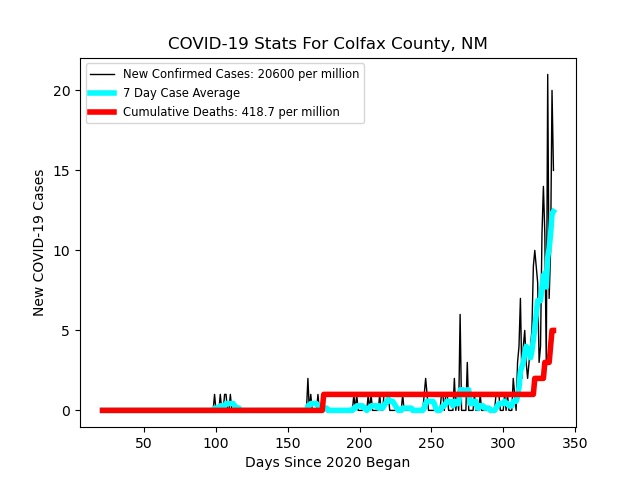 COVID-19 Stats For Colfax County, NM
New Confirmed Cases: 20600 per million
7 Day Case Average
Cumulative Deaths: 418.7 per million
New COVID-19 Cases
20
15
10
5
0
50 100 150 200 250 300 350
Days Since 2020 Began